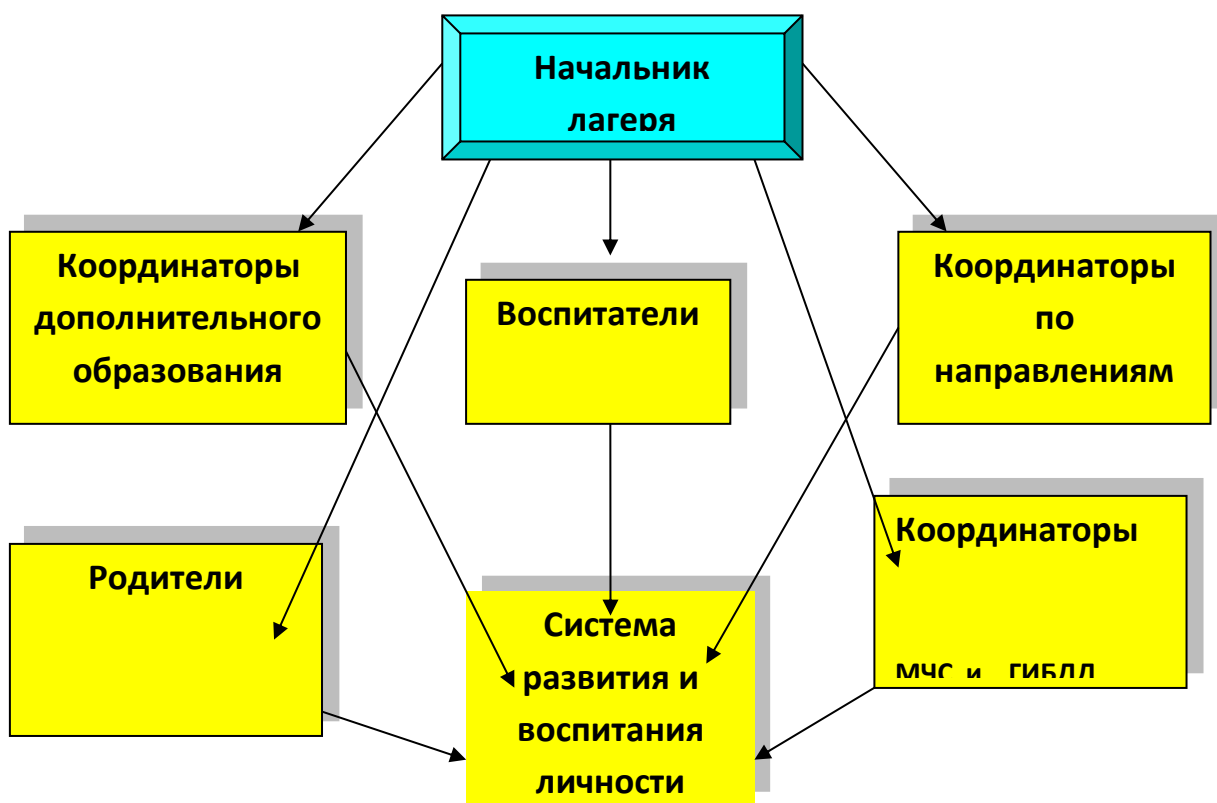 Начальник
лагеря
Координаторы
дополнительного
образования
Воспитатели
Координаторы
по
направлениям
Родители
Система
развития и
воспитания
личности
Координаторы
МЧС и ГИБДД